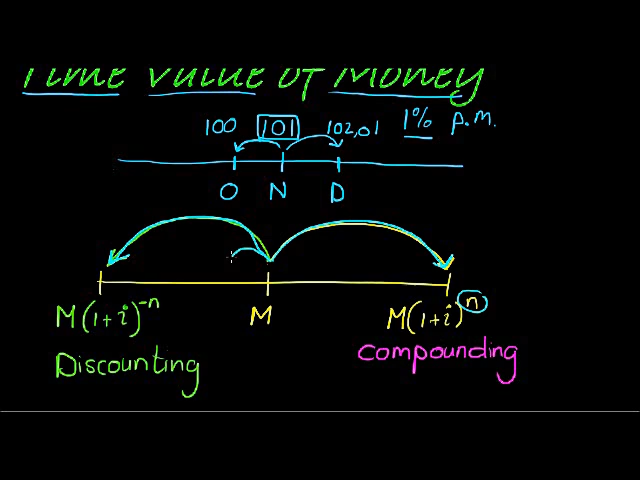 Time Value of Money
100 101 102,01 1% p.m.
O N D
M(1+i)^-n M M(1+i)^n
Discounting compounding